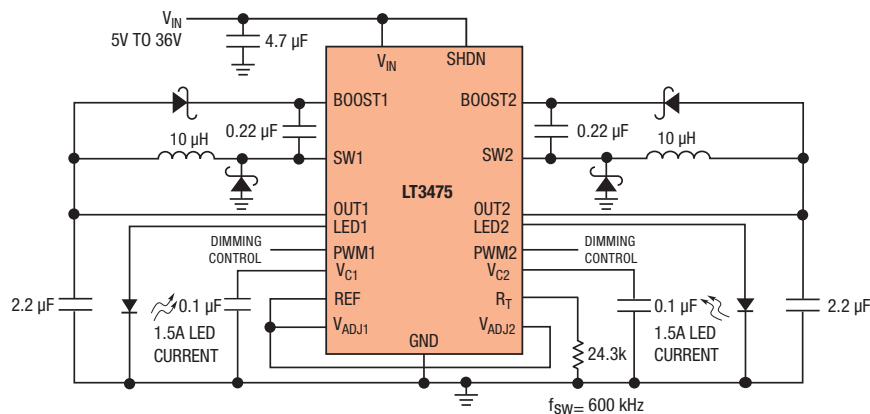 V_IN
5V TO 36V
4.7 µF
V_IN
SHDN
BOOST1
BOOST2
0.22 µF
0.22 µF
10 µH
10 µH
SW1
SW2
LT3475
OUT1
OUT2
LED1
LED2
DIMMING
CONTROL
PWM1
PWM2
DIMMING
CONTROL
V_C1
V_C2
2.2 µF
0.1 µF
REF
R_T
0.1 µF
2.2 µF
1.5A LED
CURRENT
V_ADJ1
V_ADJ2
1.5A LED
CURRENT
GND
24.3k
f_SW= 600 kHz